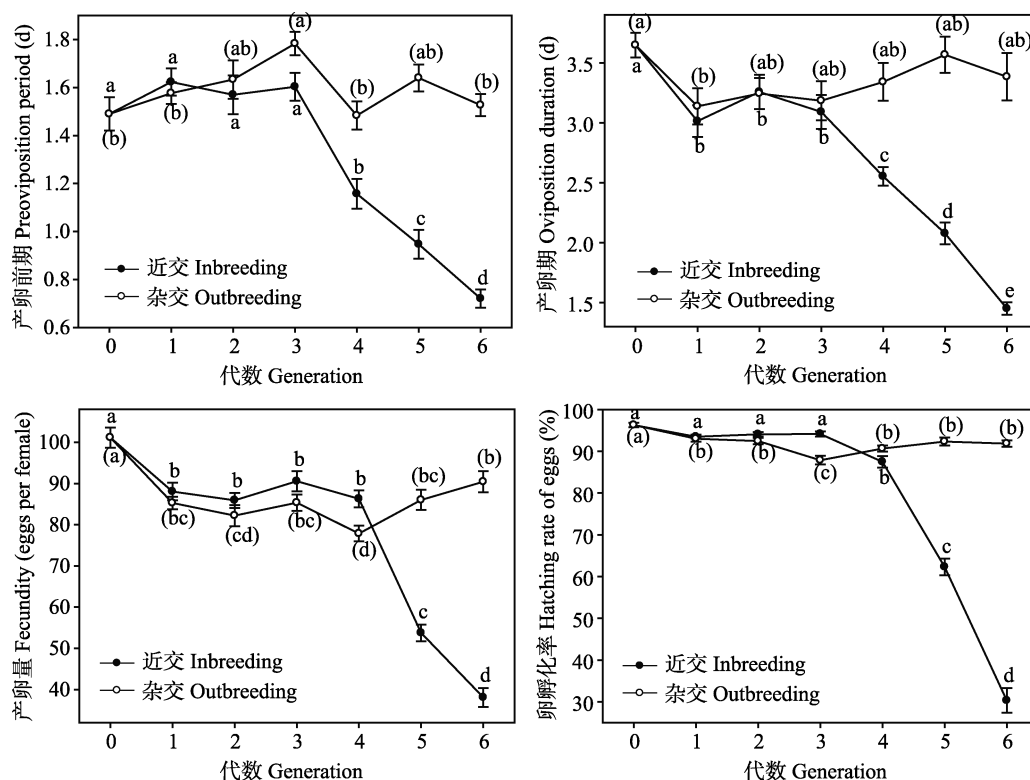 产卵前期 Preoviposition period (d)
1.8
1.6
1.4
1.2
1.0
0.8
0.6
a
(b)
a
(b)
(ab)
a
(a)
a
(b)
b
(ab)
c
(b)
d
近交 Inbreeding
杂交 Outbreeding
0 1 2 3 4 5 6
代数 Generation
产卵期 Oviposition duration (d)
3.5
3.0
2.5
2.0
1.5
(a)
a
(b)
b
(ab)
b
(ab)
b
(ab)
c
(ab)
d
(ab)
e
近交 Inbreeding
杂交 Outbreeding
0 1 2 3 4 5 6
代数 Generation
产卵量 Fecundity (eggs per female)
100
90
80
70
60
50
40
a
(a)
b
(bc)
b
(cd)
b
(bc)
b
(d)
(bc)
c
(b)
d
近交 Inbreeding
杂交 Outbreeding
0 1 2 3 4 5 6
代数 Generation
卵孵化率 Hatching rate of eggs (%)
100
90
80
70
60
50
40
30
a
(a)
a
(b)
a
(b)
a
(c)
(b)
b
(b)
c
(b)
d
近交 Inbreeding
杂交 Outbreeding
0 1 2 3 4 5 6
代数 Generation